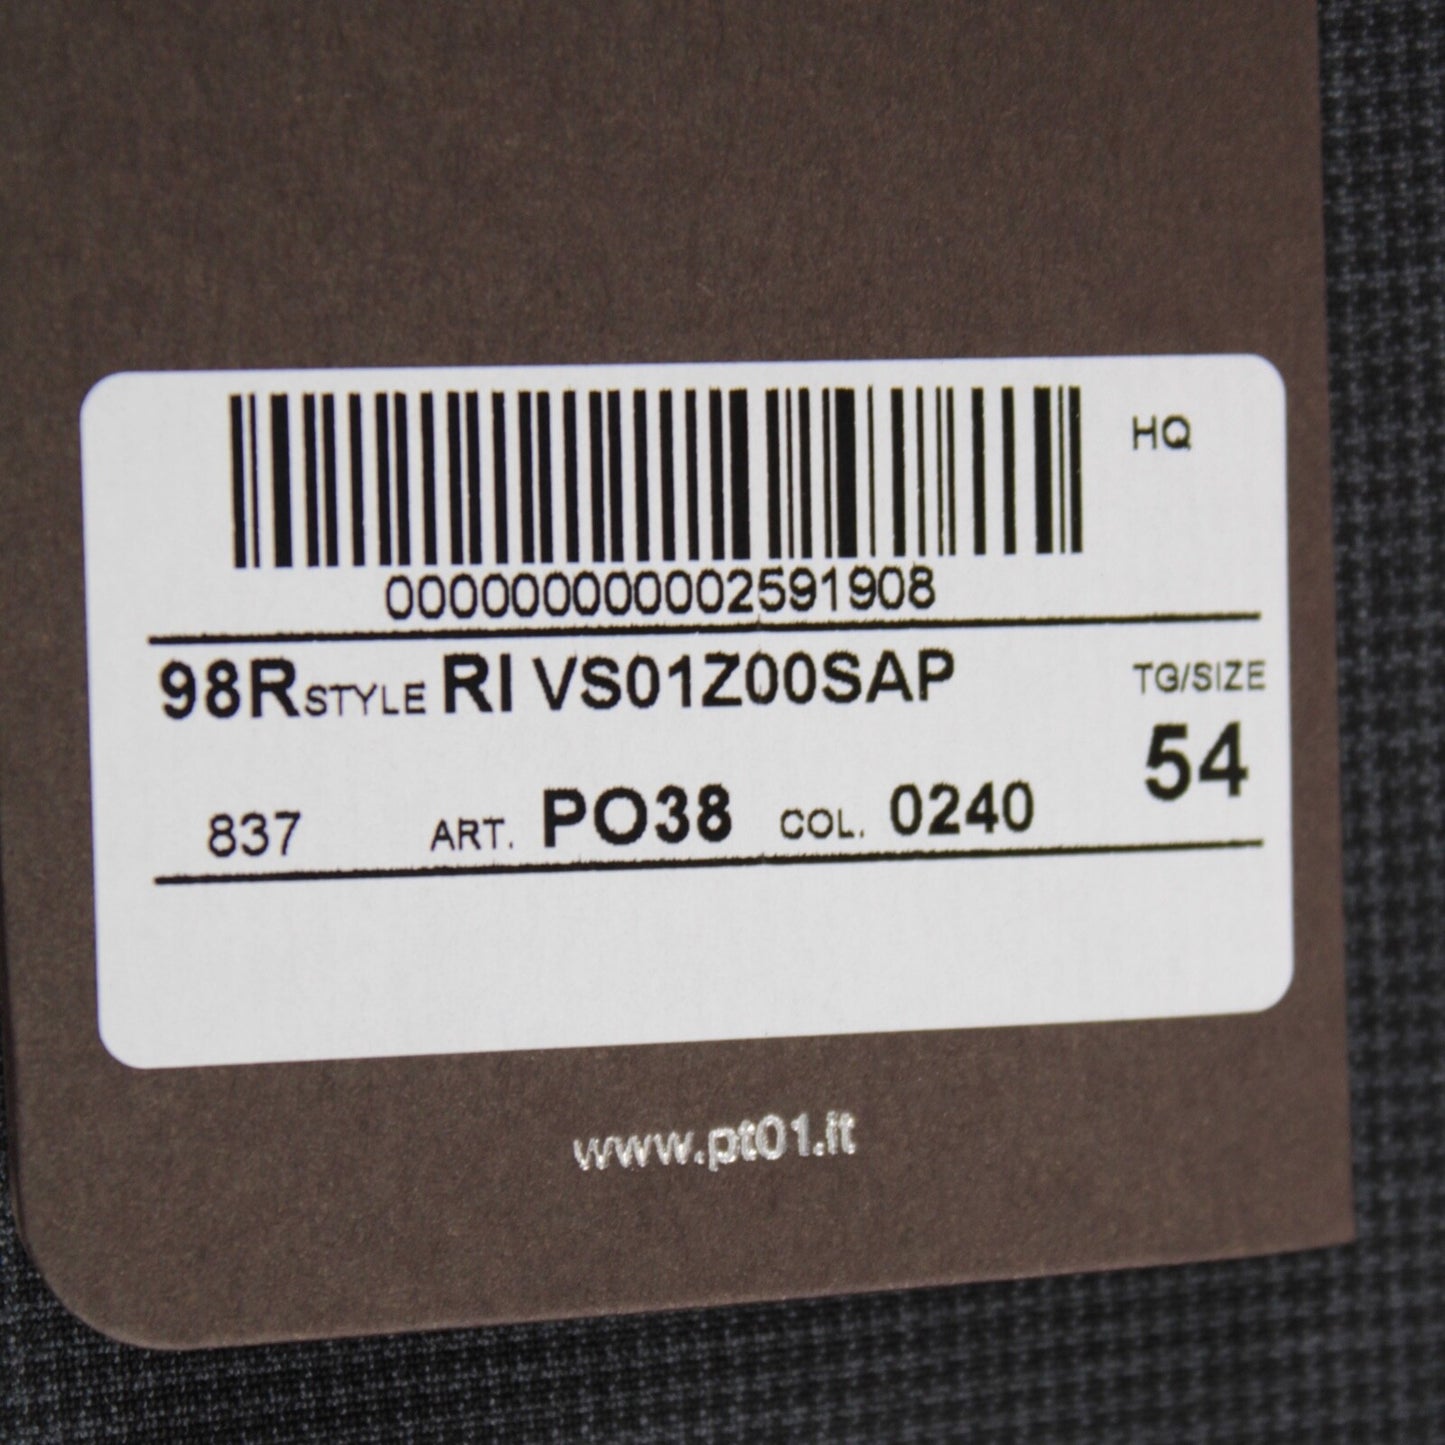 HQ
000000000002591908
98R STYLE RI VS01Z00SAP
TG/SIZE
54
837 ART. PO38 COL. 0240
www.pt01.it